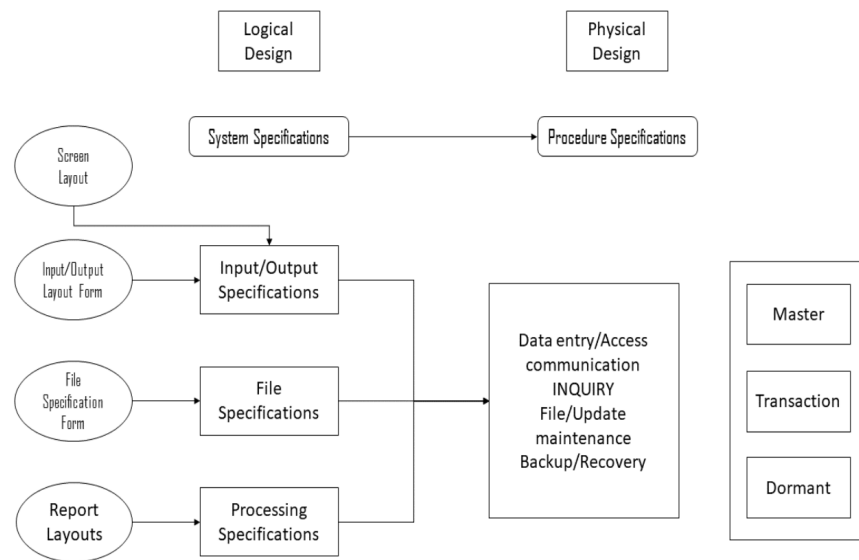 Logical
Design
Physical
Design
System Specifications
Procedure Specifications
Screen
Layout
Input/Output
Layout Form
Input/Output
Specifications
File
Specification
Form
File
Specifications
Report
Layouts
Processing
Specifications
Data entry/Access
communication
INQUIRY
File/Update
maintenance
Backup/Recovery
Master
Transaction
Dormant